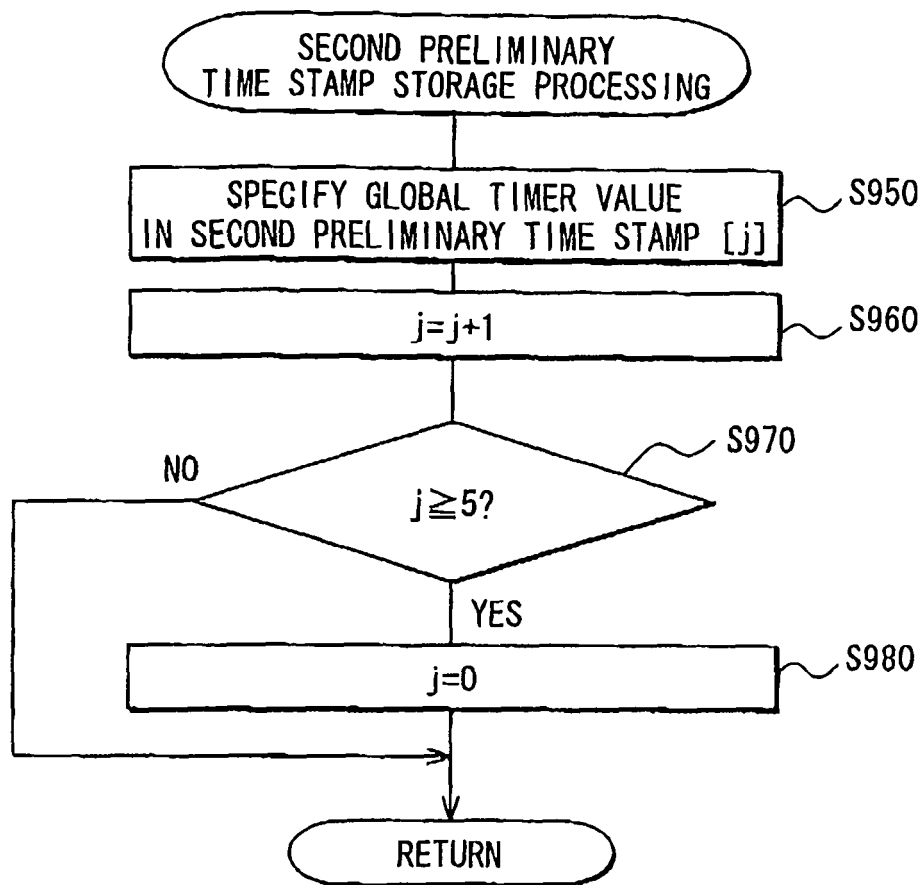 SECOND PRELIMINARY
TIME STAMP STORAGE PROCESSING
SPECIFY GLOBAL TIMER VALUE
IN SECOND PRELIMINARY TIME STAMP [j]
S950
j=j+1
S960
S970
NO
j≧5?
YES
j=0
S980
RETURN